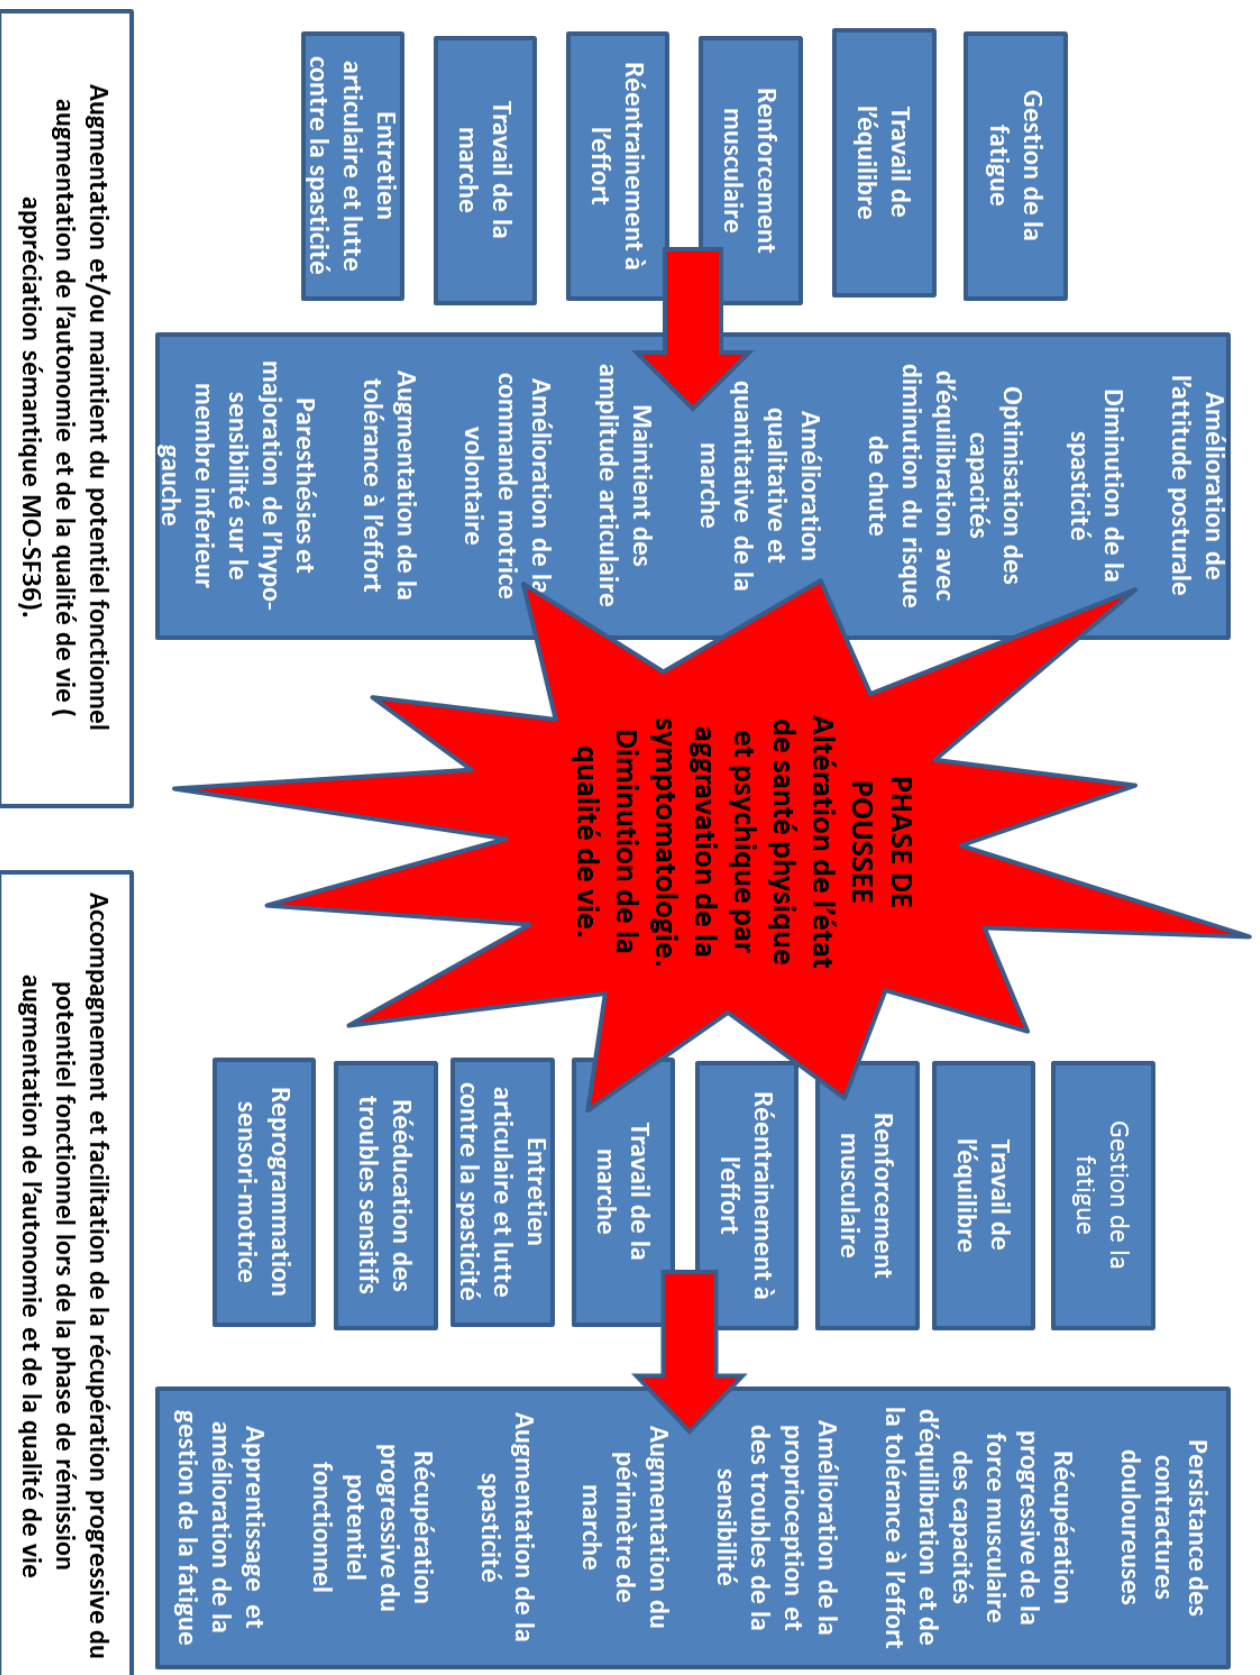 Gestion de la
fatigue
Travail de
l'équilibre
Renforcement
musculaire
Réentrainement à
l'effort
Travail de la
marche
Entretien
articulaire et lutte
contre la spasticité
Amélioration de
l'attitude posturale
Diminution de la
spasticité
Optimisation des
capacités
d'équilibration avec
diminution du risque
de chute
Amélioration
qualitative et
quantitative de la
marche
Maintient des
amplitude articulaire
Amélioration de la
commande motrice
volontaire
Augmentation de la
tolérance à l'effort
Paresthésies et
majoration de l'hypo-
sensibilité sur le
membre inferieur
gauche
PHASE DE
POUSSEE
Altération de l'état
de santé physique
et psychique par
aggravation de la
symptomatologie.
Diminution de la
qualité de vie.
Gestion de la
fatigue
Travail de
l'équilibre
Renforcement
musculaire
Réentrainement à
l'effort
Travail de la
marche
Entretien
articulaire et lutte
contre la spasticité
Rééducation des
troubles sensitifs
Reprogrammation
sensori-motrice
Persistance des
contractures
douloureuses
Récupération
progressive de la
force musculaire
des capacités
d'équilibration et de
la tolérance à l'effort
Amélioration de la
proprioception et
des troubles de la
sensibilité
Augmentation du
périmètre de
marche
Augmentation de la
spasticité
Récupération
progressive du
potentiel
fonctionnel
Apprentissage et
amélioration de la
gestion de la fatigue
Augmentation et/ou maintient du potentiel fonctionnel
augmentation de l'autonomie et de la qualité de vie (
appréciation sémantique MO-SF36).
Accompagnement et facilitation de la récupération progressive du
potentiel fonctionnel lors de la phase de rémission
augmentation de l'autonomie et de la qualité de vie